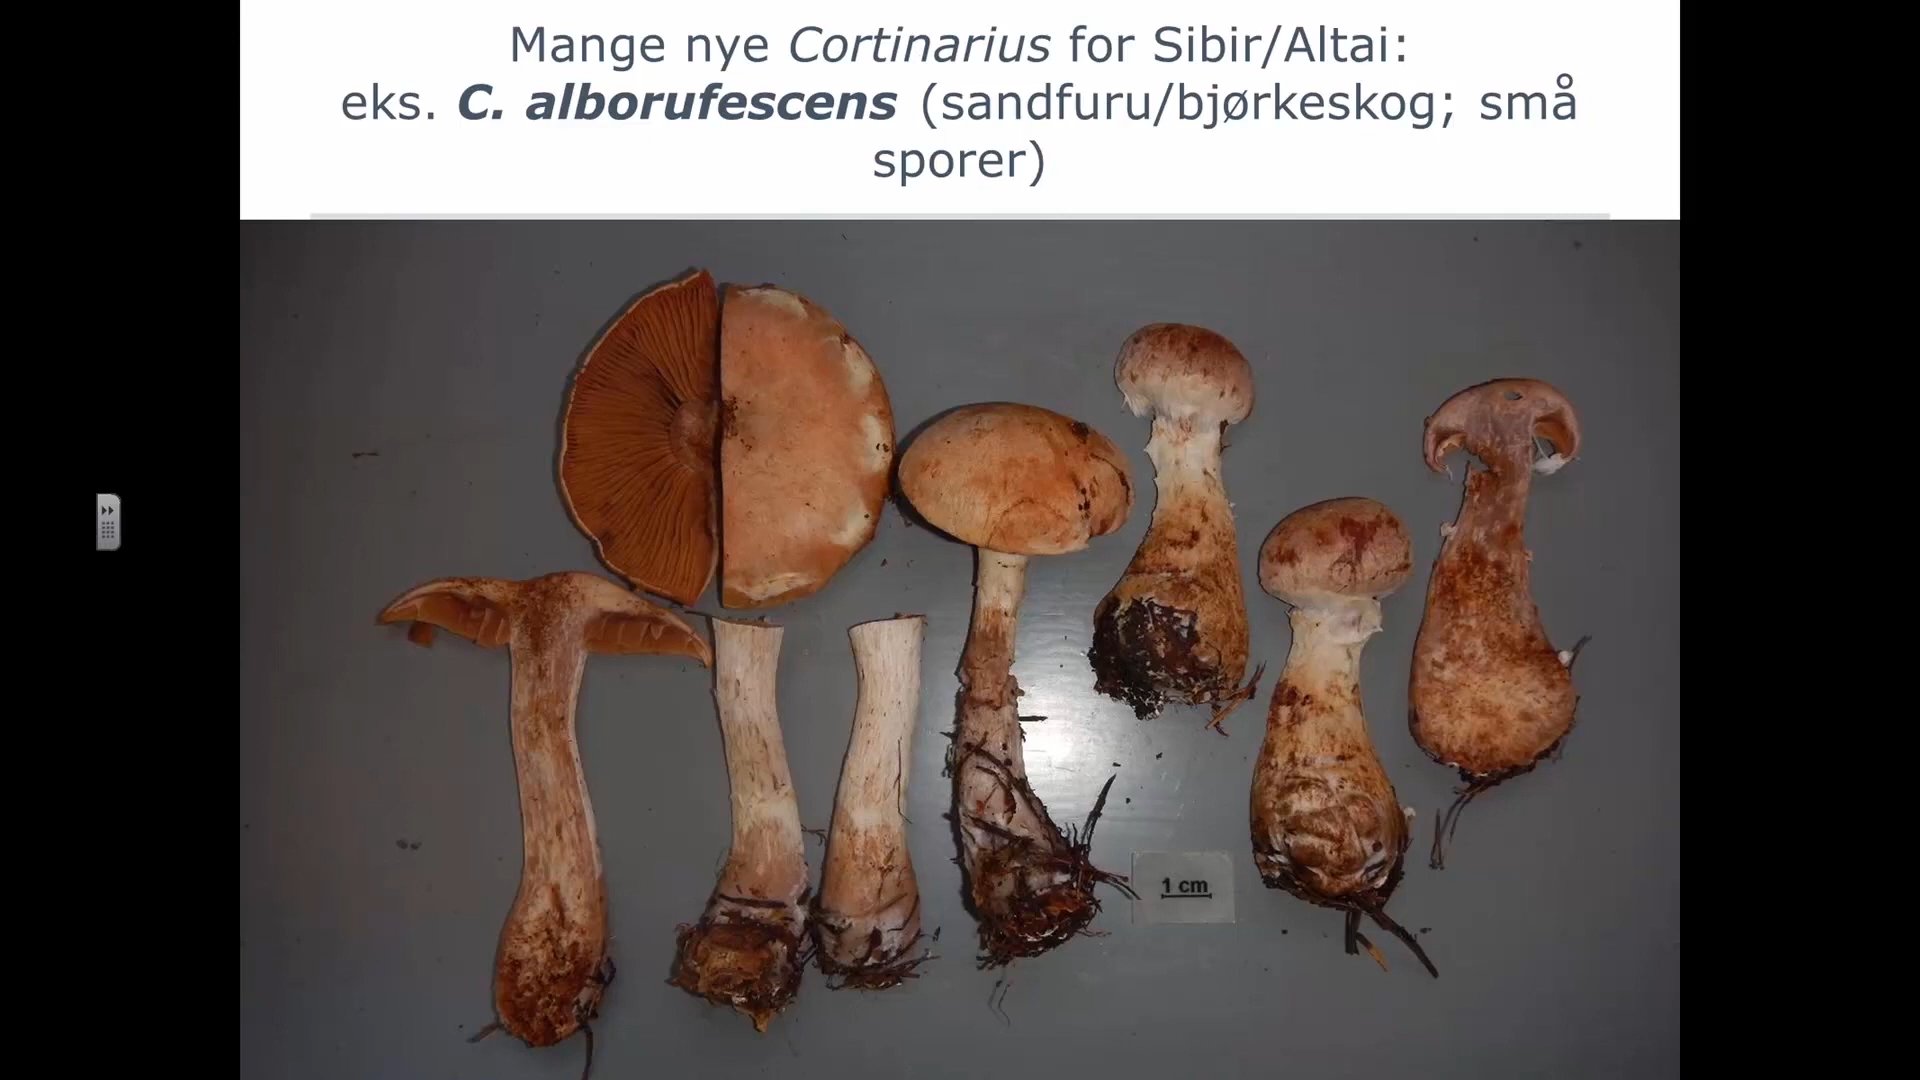 Mange nye Cortinarius for Sibir/Altai:
eks. C. alborufescens (sandfuru/bjørkeskog; små
sporer)
1 cm